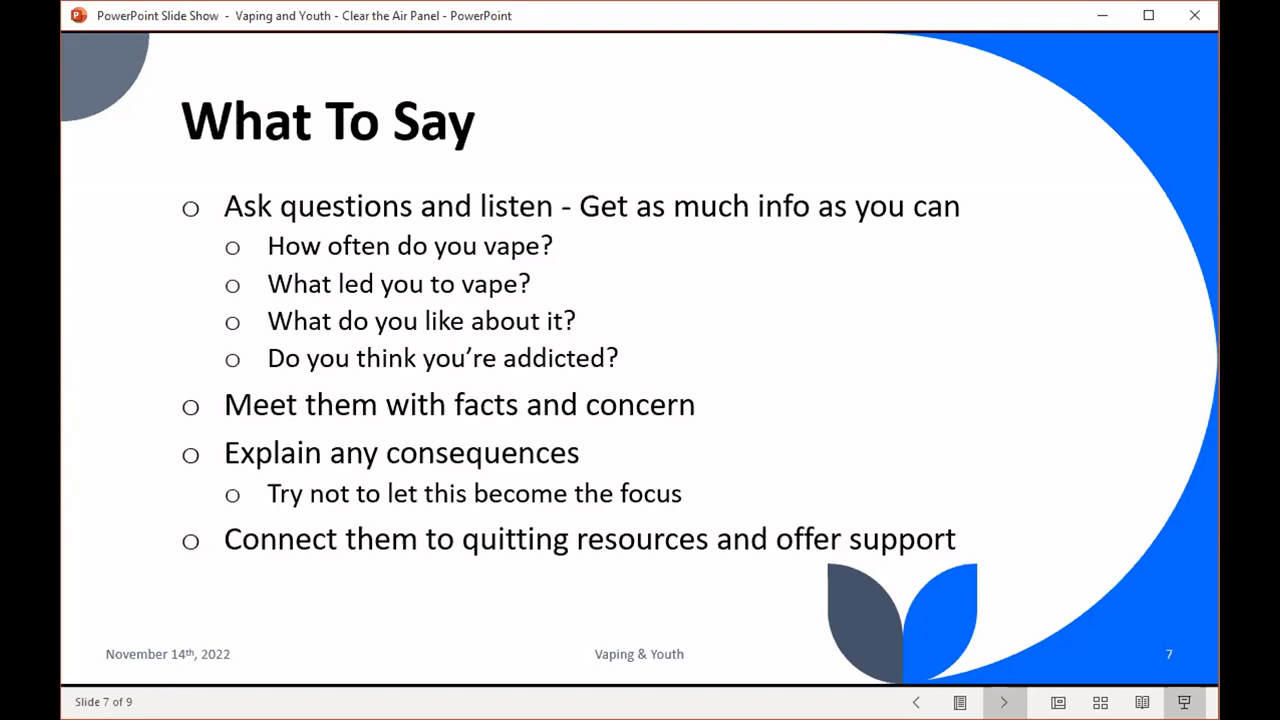 PowerPoint Slide Show - Vaping and Youth - Clear the Air Panel - PowerPoint
What To Say
Ask questions and listen - Get as much info as you can
How often do you vape?
What led you to vape?
What do you like about it?
Do you think you’re addicted?
Meet them with facts and concern
Explain any consequences
Try not to let this become the focus
Connect them to quitting resources and offer support
November 14th, 2022
Vaping & Youth
7
Slide 7 of 9